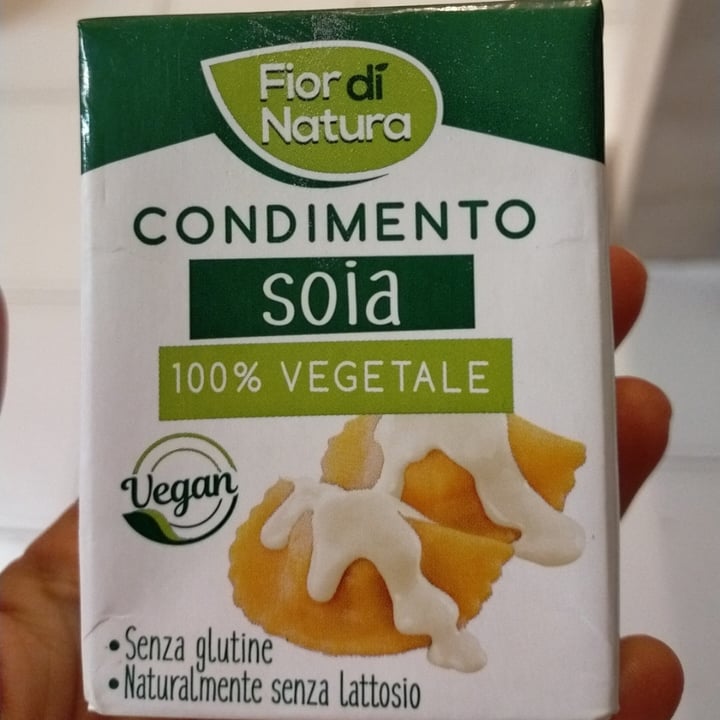 Fior di
Natura
CONDIMENTO
soia
100% VEGETALE
Vegan
• Senza glutine
• Naturalmente senza lattosio